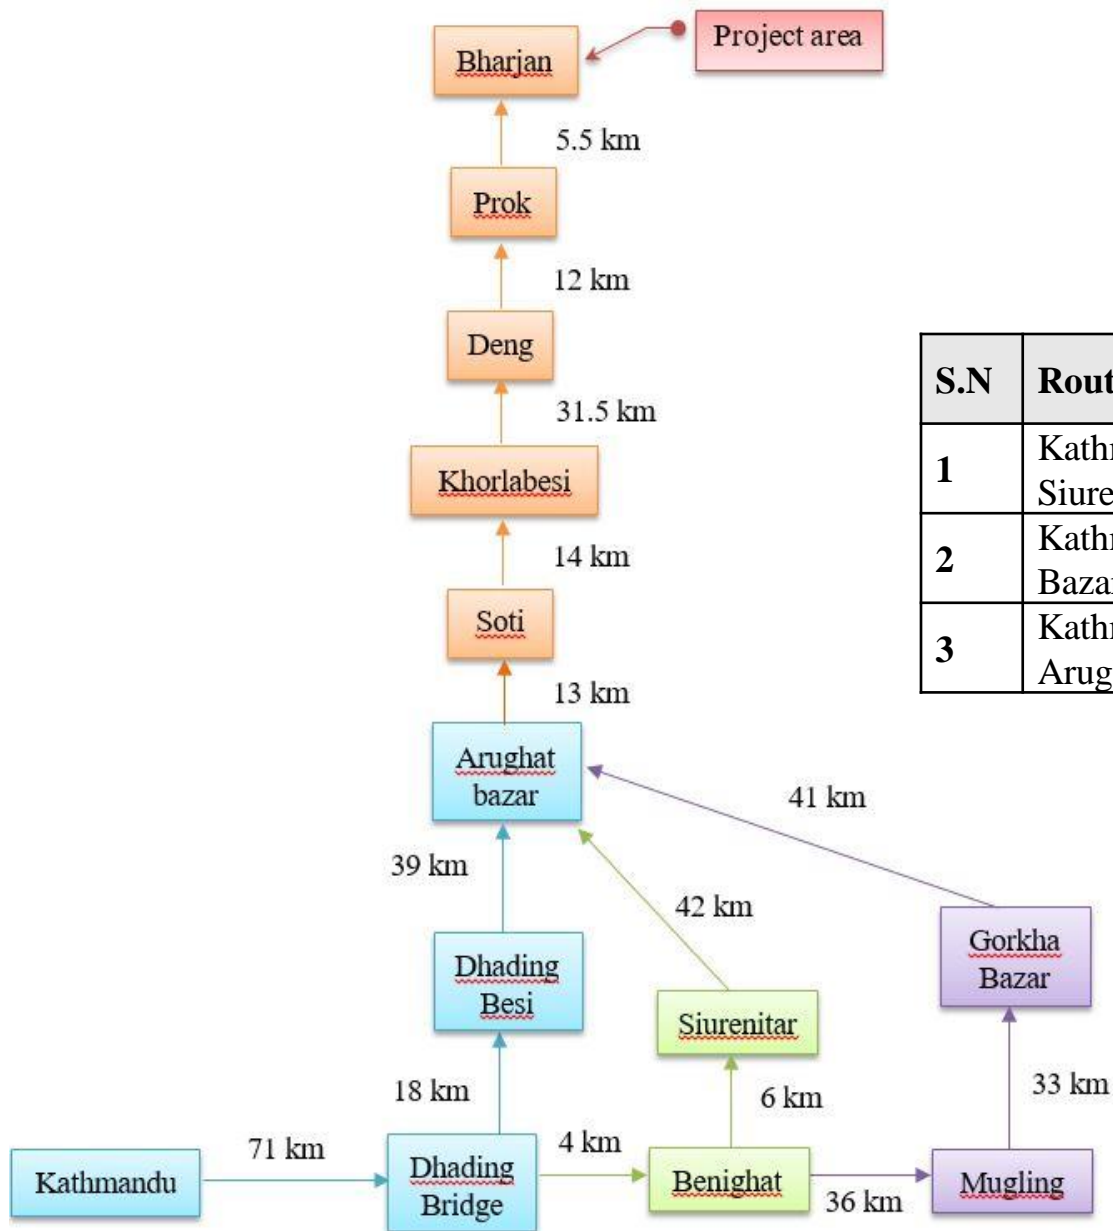 Project area
Bharjan
5.5 km
Prok
12 km
Deng
31.5 km
Khorlabesi
14 km
Soti
13 km
Arughat
bazar
41 km
39 km
42 km
Dhading
Besi
Gorkha
Bazar
Siurenitar
18 km
6 km
33 km
Kathmandu
71 km
Dhading
Bridge
4 km
Benighat
36 km
Mugling
S.N
1
2
3